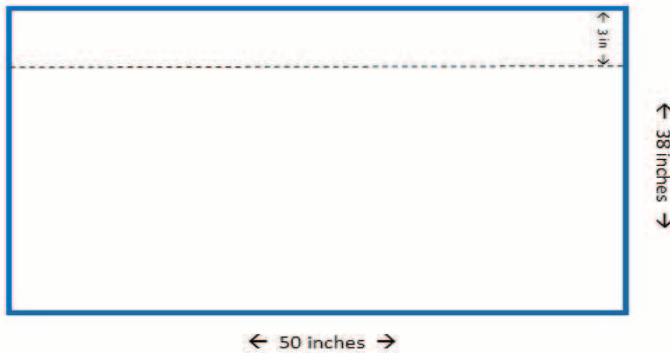 ← 3 in →
← 38 inches →
← 50 inches →